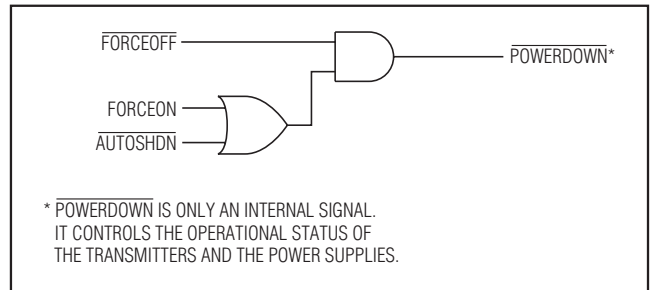 FORCEOFF
POWERDOWN*
FORCEON
AUTOSHDN
* POWERDOWN IS ONLY AN INTERNAL SIGNAL.
IT CONTROLS THE OPERATIONAL STATUS OF
THE TRANSMITTERS AND THE POWER SUPPLIES.